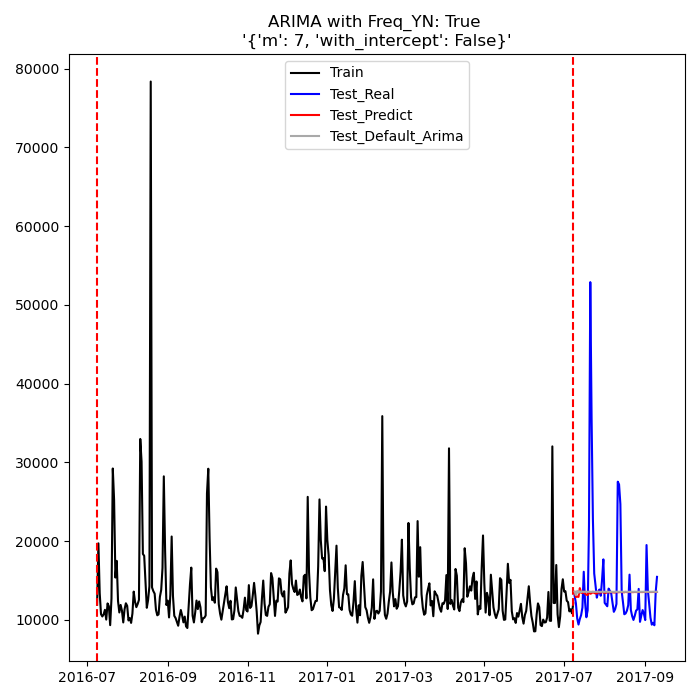 ARIMA with Freq_YN: True
'{'m': 7, 'with_intercept': False}'
80000
70000
60000
50000
40000
30000
20000
10000
Train
Test_Real
Test_Predict
Test_Default_Arima
2016-07
2016-09
2016-11
2017-01
2017-03
2017-05
2017-07
2017-09